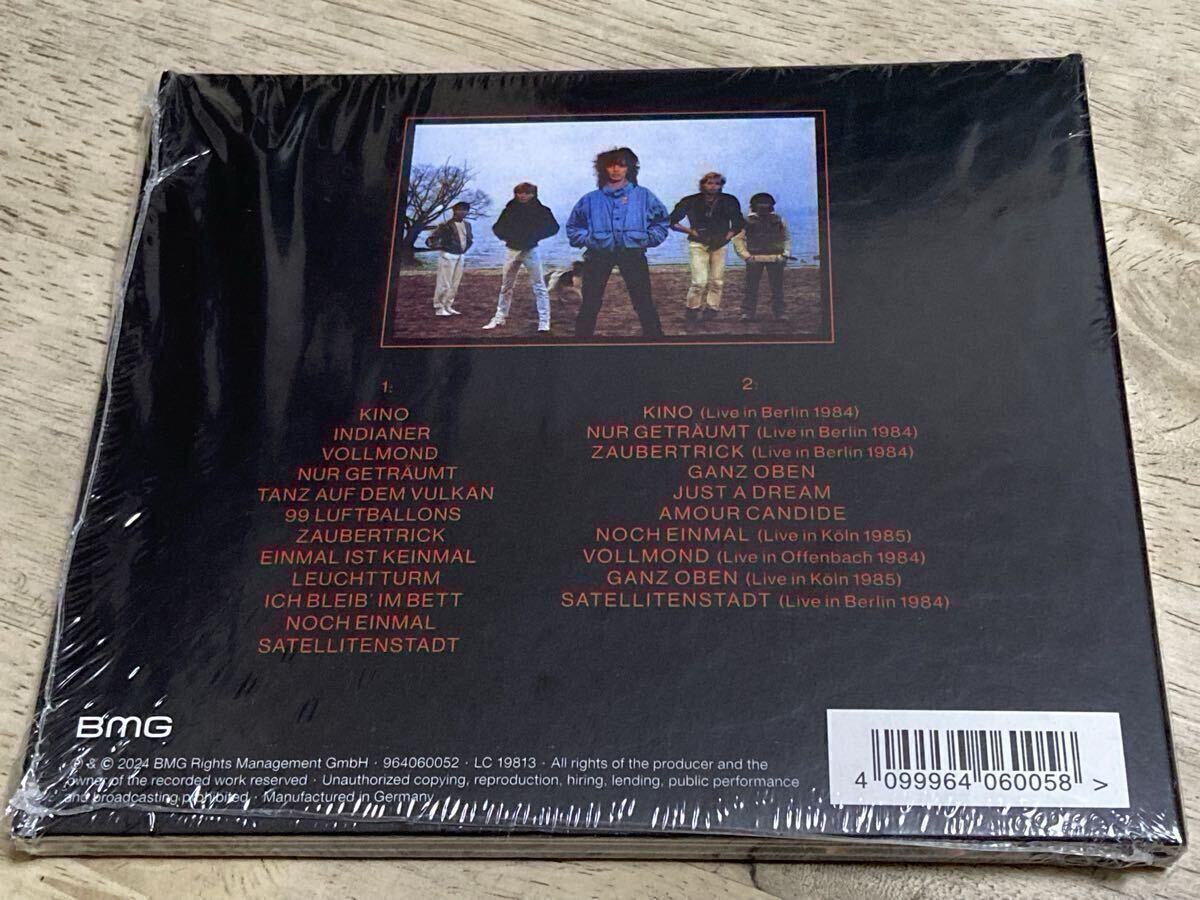 1:
KINO
INDIANER
VOLLMOND
NUR GETRÄUMT
TANZ AUF DEM VULKAN
99 LUFTBALLONS
ZAUBERTRICK
EINMAL IST KEINMAL
LEUCHTTURM
ICH BLEIB' IM BETT
NOCH EINMAL
SATELLITENSTADT
2:
KINO (Live in Berlin 1984)
NUR GETRÄUMT (Live in Berlin 1984)
ZAUBERTRICK (Live in Berlin 1984)
GANZ OBEN
JUST A DREAM
AMOUR CANDIDE
NOCH EINMAL (Live in Köln 1985)
VOLLMOND (Live in Offenbach 1984)
GANZ OBEN (Live in Köln 1985)
SATELLITENSTADT (Live in Berlin 1984)
BMG
℗ & © 2024 BMG Rights Management GmbH · 964060052 · LC 19813 · All rights of the producer and the
owner of the recorded work reserved · Unauthorized copying, reproduction, hiring, lending, public performance
and broadcasting prohibited · Manufactured in Germany
4 099964 060058 >